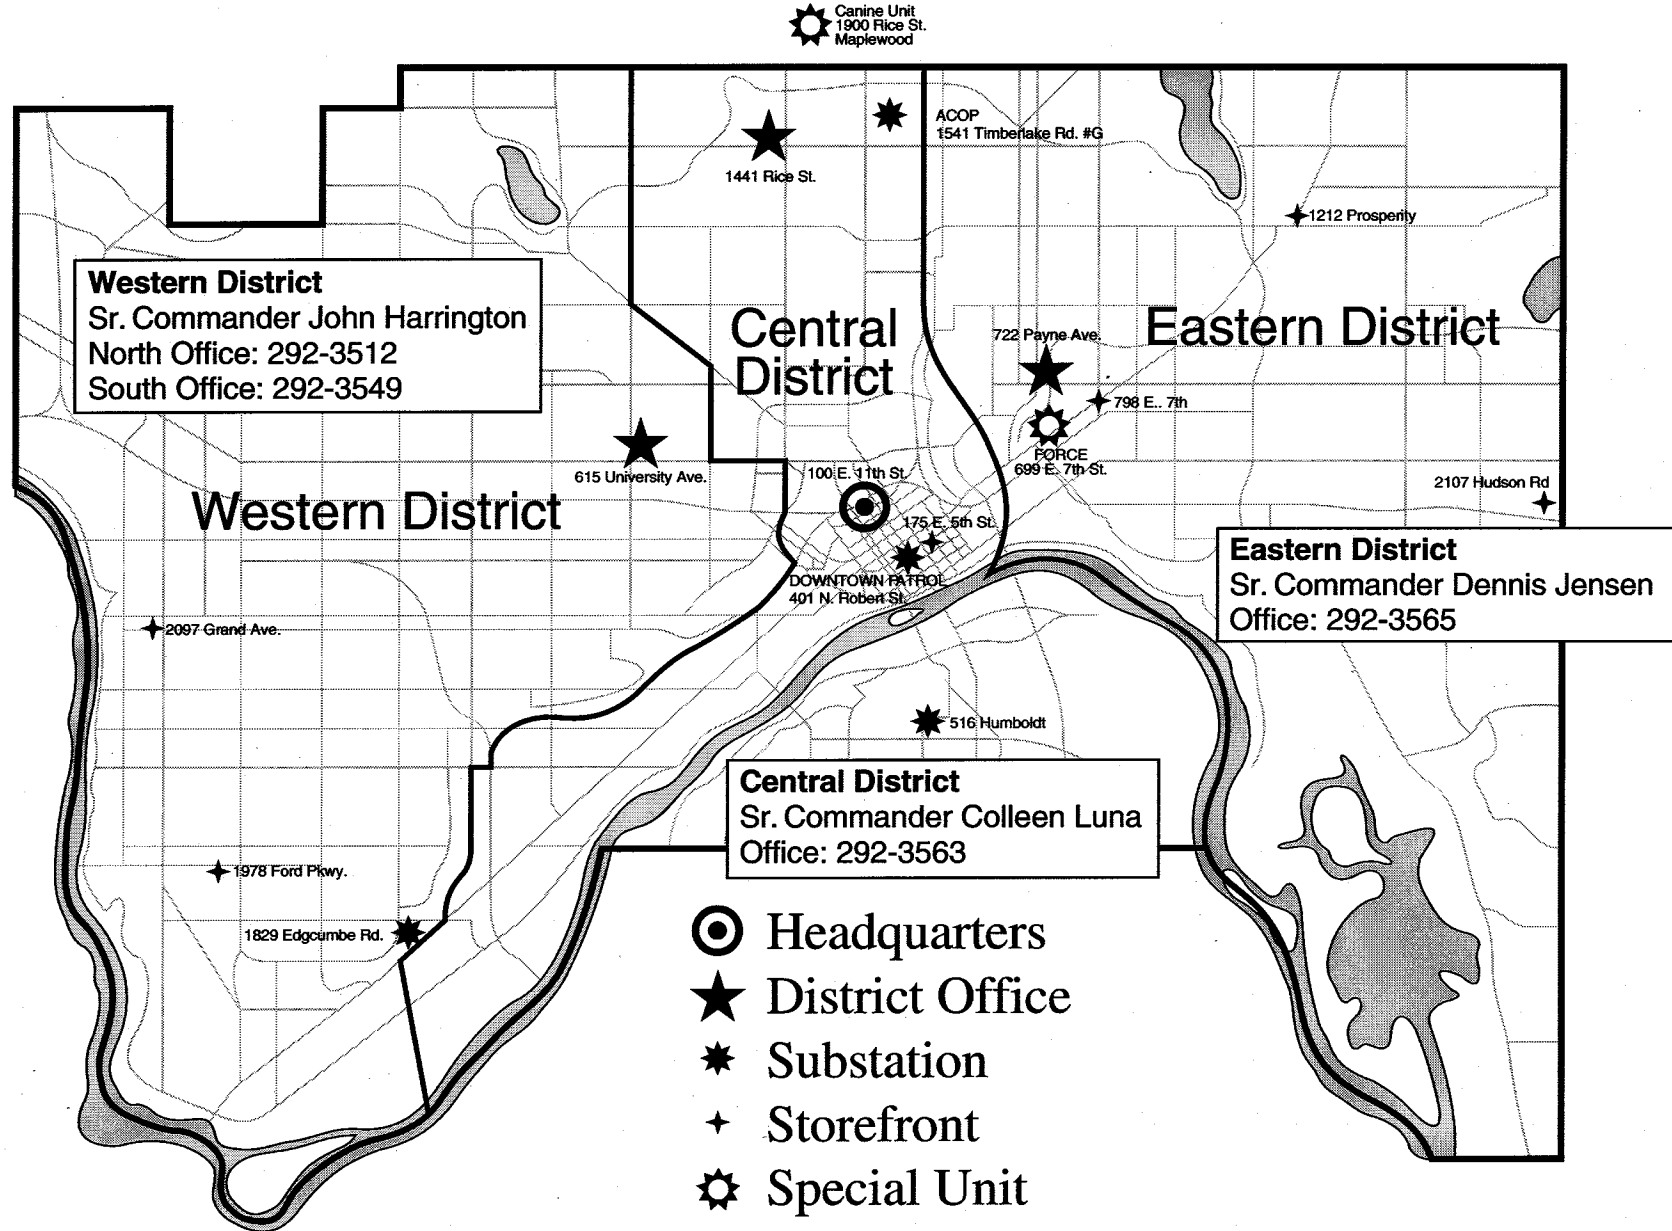 Canine Unit
1900 Rice St.
Maplewood
ACOP
1541 Timberlake Rd. #G
1441 Rice St.
1212 Prosperity
Western District
Sr. Commander John Harrington
North Office: 292-3512
South Office: 292-3549
Central
District
722 Payne Ave.
Eastern District
798 E.. 7th
FORCE
699 E. 7th St.
615 University Ave.
100 E. 11th St.
2107 Hudson Rd
Western District
175 E. 5th St.
Eastern District
Sr. Commander Dennis Jensen
Office: 292-3565
DOWNTOWN PATROL
401 N. Robert St.
2097 Grand Ave.
516 Humboldt
Central District
Sr. Commander Colleen Luna
Office: 292-3563
1978 Ford Pkwy.
1829 Edgcumbe Rd.
Headquarters
District Office
Substation
Storefront
Special Unit